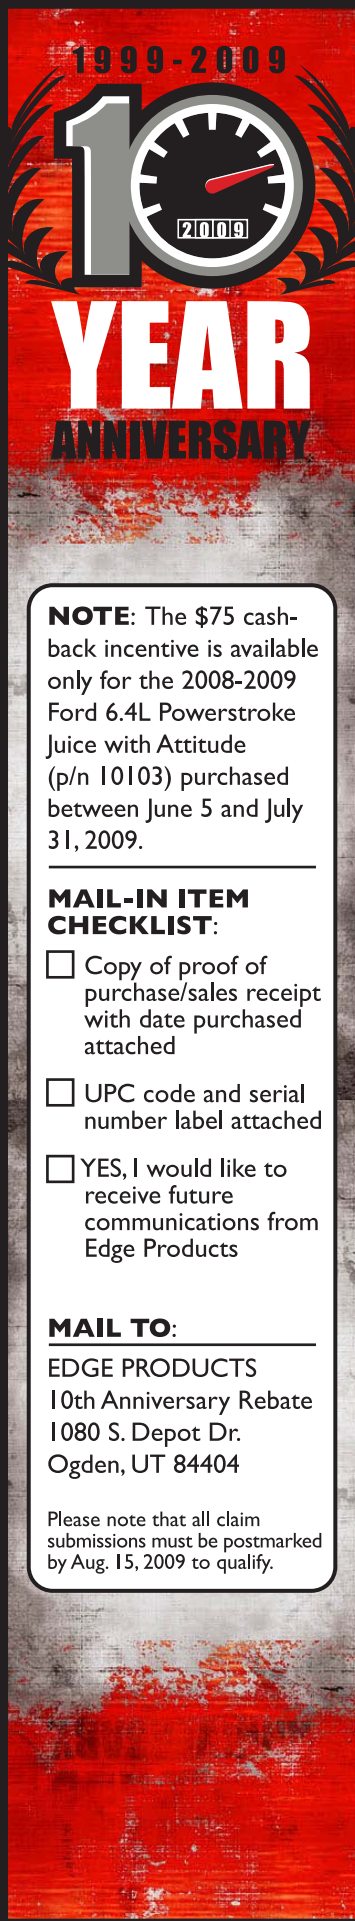 1999-2009
10
2009
YEAR
ANNIVERSARY
NOTE: The $75 cash-
back incentive is available
only for the 2008-2009
Ford 6.4L Powerstroke
Juice with Attitude
(p/n 10103) purchased
between June 5 and July
31, 2009.
MAIL-IN ITEM
CHECKLIST:
Copy of proof of
purchase/sales receipt
with date purchased
attached
UPC code and serial
number label attached
YES, I would like to
receive future
communications from
Edge Products
MAIL TO:
EDGE PRODUCTS
10th Anniversary Rebate
1080 S. Depot Dr.
Ogden, UT 84404
Please note that all claim
submissions must be postmarked
by Aug. 15, 2009 to qualify.